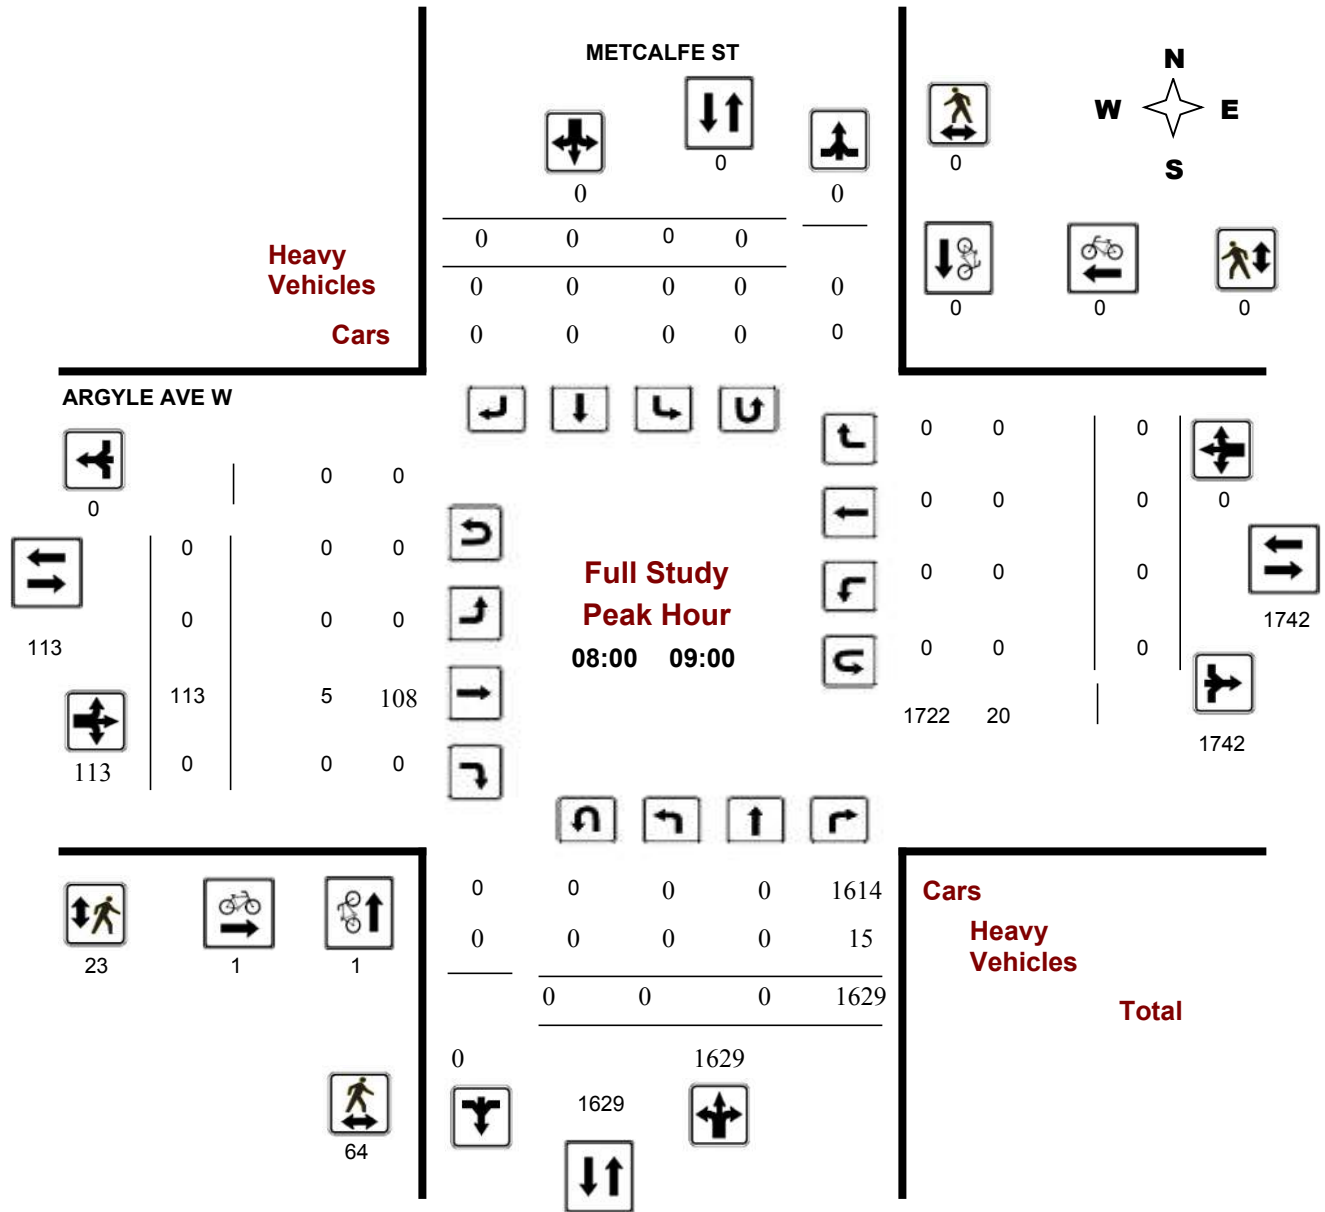 METCALFE ST
N
W E
S
0
0
0 0
0
0 0 0 0
Heavy
Vehicles
0 0 0 0 0
0 0 0
Cars
0 0 0 0 0
ARGYLE AVE W
0 0 0
0
0 0
0 0 0
0
0 0 0
Full Study
Peak Hour
08:00 09:00
0 0 0
0 0 0
113
1742
0 0 0
113 5 108
1722 20
113
0 0 0
1742
0 0 0 0 1614
Cars
0 0 0 0 15
Heavy
Vehicles
23 1 1
0 0 0 1629
Total
0 1629
1629
64